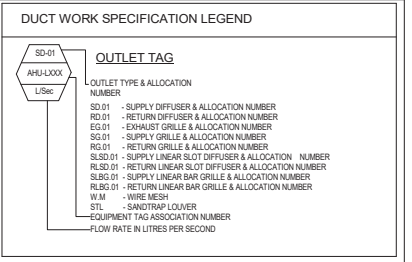 DUCT WORK SPECIFICATION LEGEND
SD-01
OUTLET TAG
AHU-LXXX
L/Sec
OUTLET TYPE & ALLOCATION
NUMBER
SD.01 - SUPPLY DIFFUSER & ALLOCATION NUMBER
RD.01 - RETURN DIFFUSER & ALLOCATION NUMBER
EG.01 - EXHAUST GRILLE & ALLOCATION NUMBER
SG.01 - SUPPLY GRILLE & ALLOCATION NUMBER
RG.01 - RETURN GRILLE & ALLOCATION NUMBER
SLSD.01 - SUPPLY LINEAR SLOT DIFFUSER & ALLOCATION NUMBER
RLSD.01 - RETURN LINEAR SLOT DIFFUSER & ALLOCATION NUMBER
SLBG.01 - SUPPLY LINEAR BAR GRILLE & ALLOCATION NUMBER
RLBG.01 - RETURN LINEAR BAR GRILLE & ALLOCATION NUMBER
W.M - WIRE MESH
STL - SANDTRAP LOUVER
EQUIPMENT TAG ASSOCIATION NUMBER
FLOW RATE IN LITRES PER SECOND